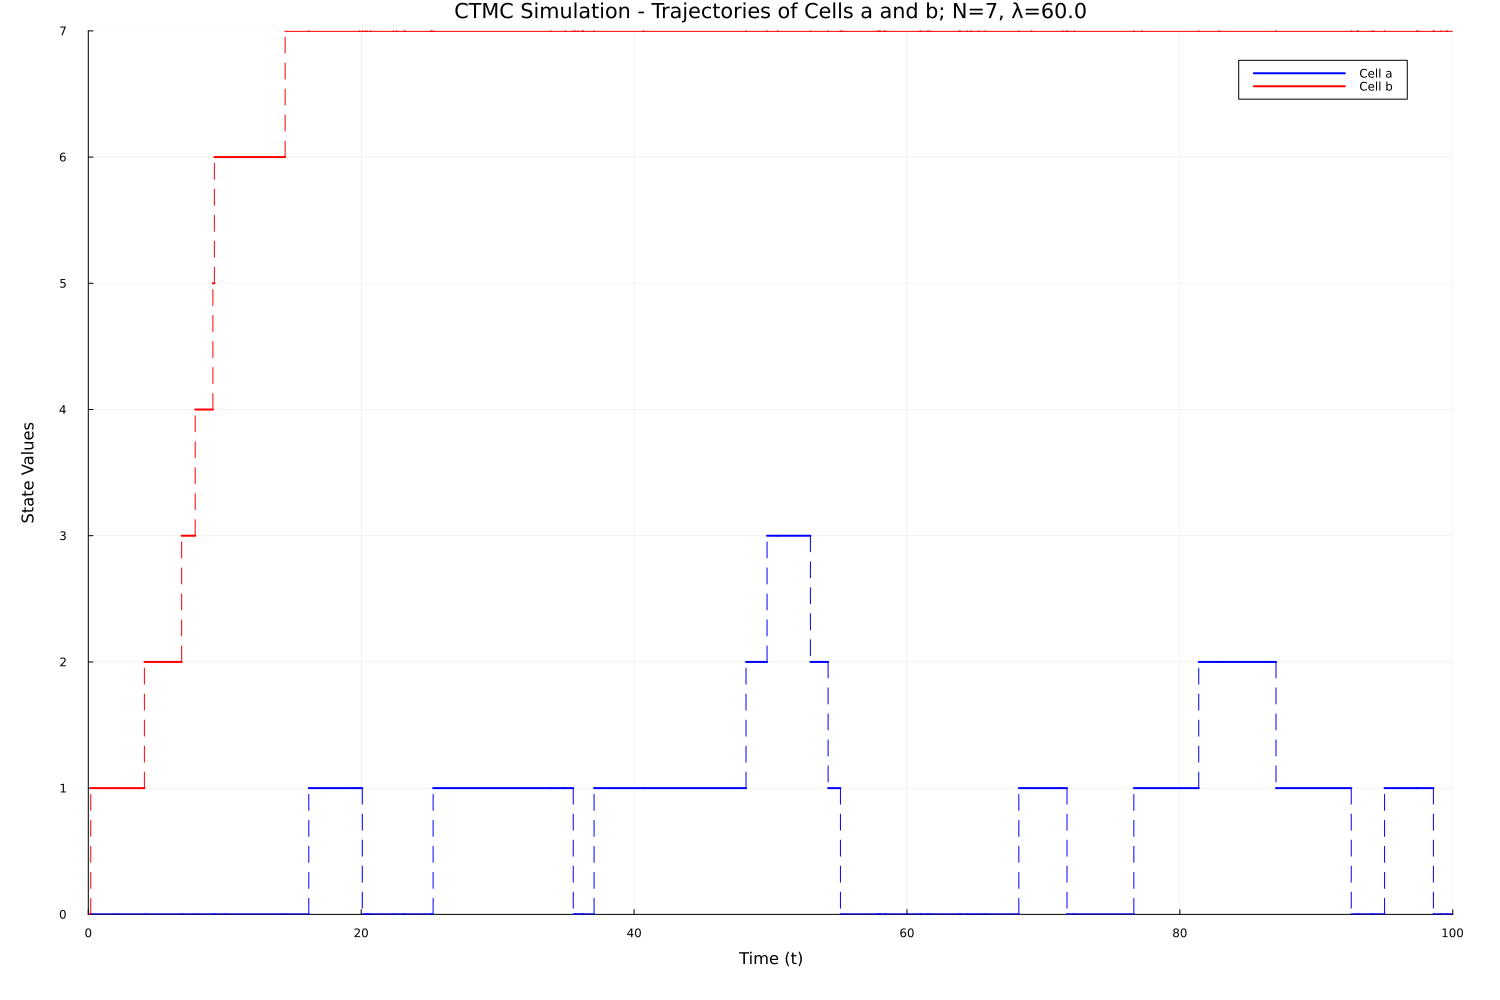 CTMC Simulation - Trajectories of Cells a and b; N=7, λ=60.0
7
Cell a
Cell b
6
5
4
State Values
3
2
1
0
0 20 40 60 80 100
Time (t)